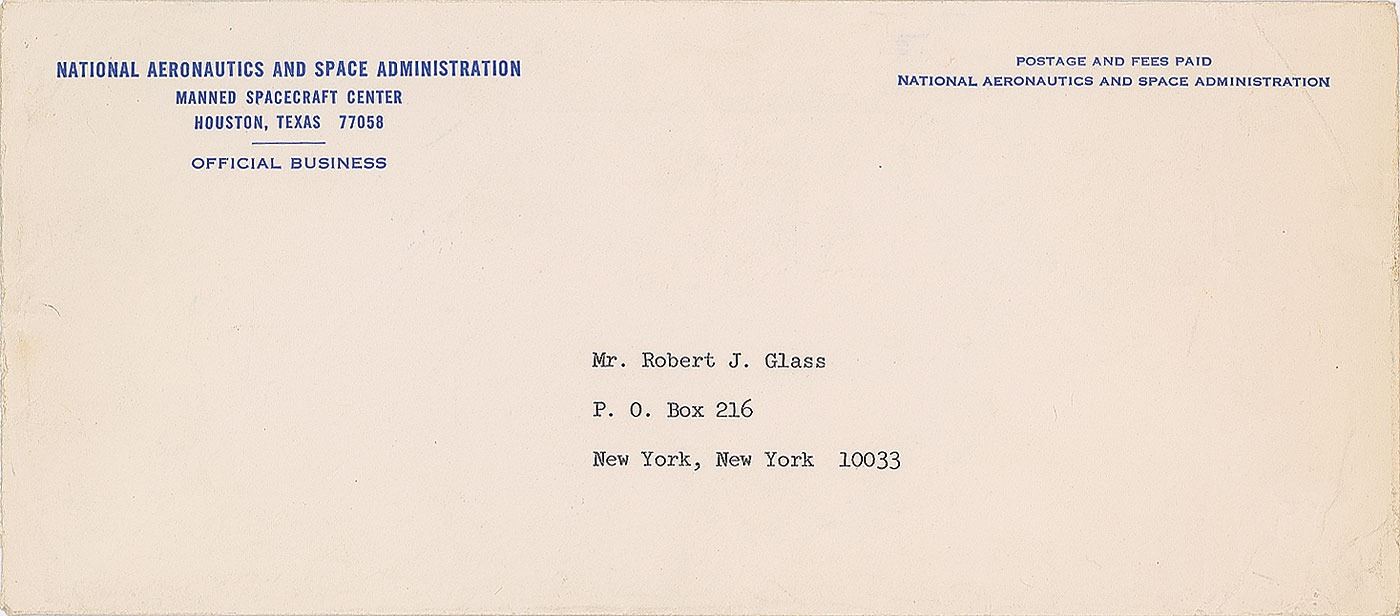 NATIONAL AERONAUTICS AND SPACE ADMINISTRATION
MANNED SPACECRAFT CENTER
HOUSTON, TEXAS 77058
OFFICIAL BUSINESS
POSTAGE AND FEES PAID
NATIONAL AERONAUTICS AND SPACE ADMINISTRATION
Mr. Robert J. Glass
P. O. Box 216
New York, New York 10033